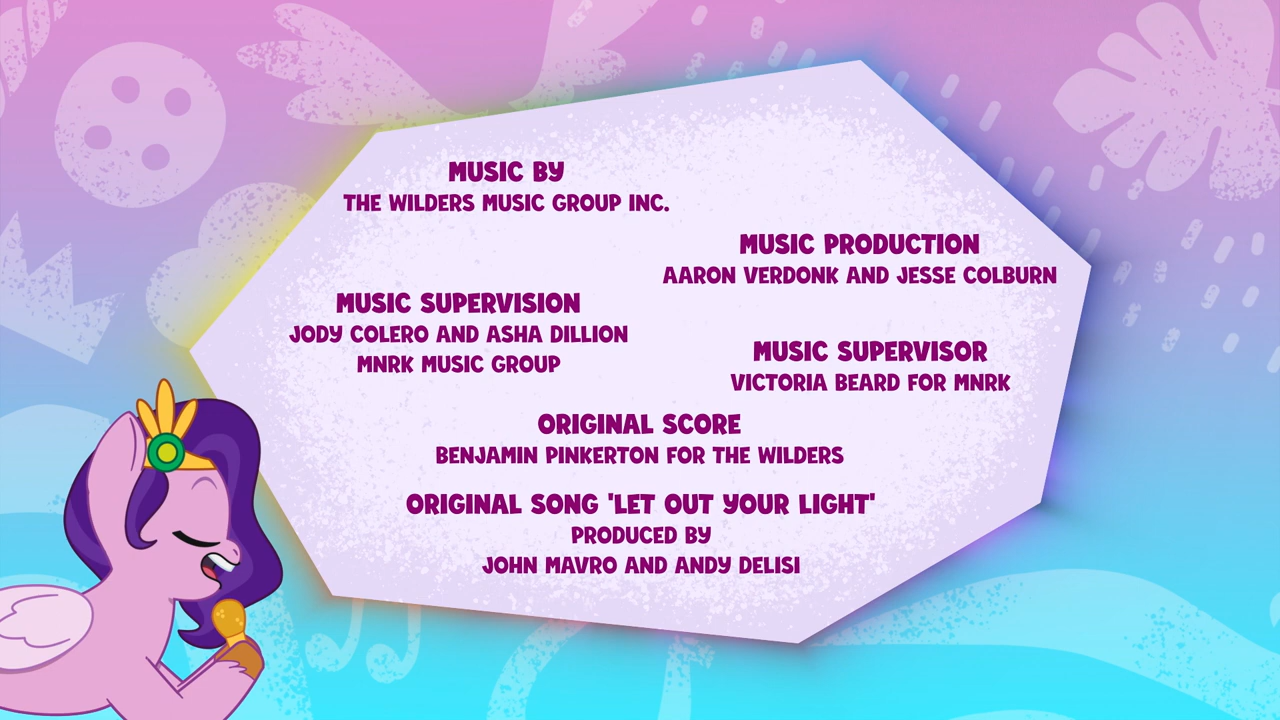 MUSIC BY
THE WILDERS MUSIC GROUP INC.
MUSIC PRODUCTION
AARON VERDONK AND JESSE COLBURN
MUSIC SUPERVISION
JODY COLERO AND ASHA DILLION
MNRK MUSIC GROUP
MUSIC SUPERVISOR
VICTORIA BEARD FOR MNRK
ORIGINAL SCORE
BENJAMIN PINKERTON FOR THE WILDERS
ORIGINAL SONG 'LET OUT YOUR LIGHT'
PRODUCED BY
JOHN MAVRO AND ANDY DELISI